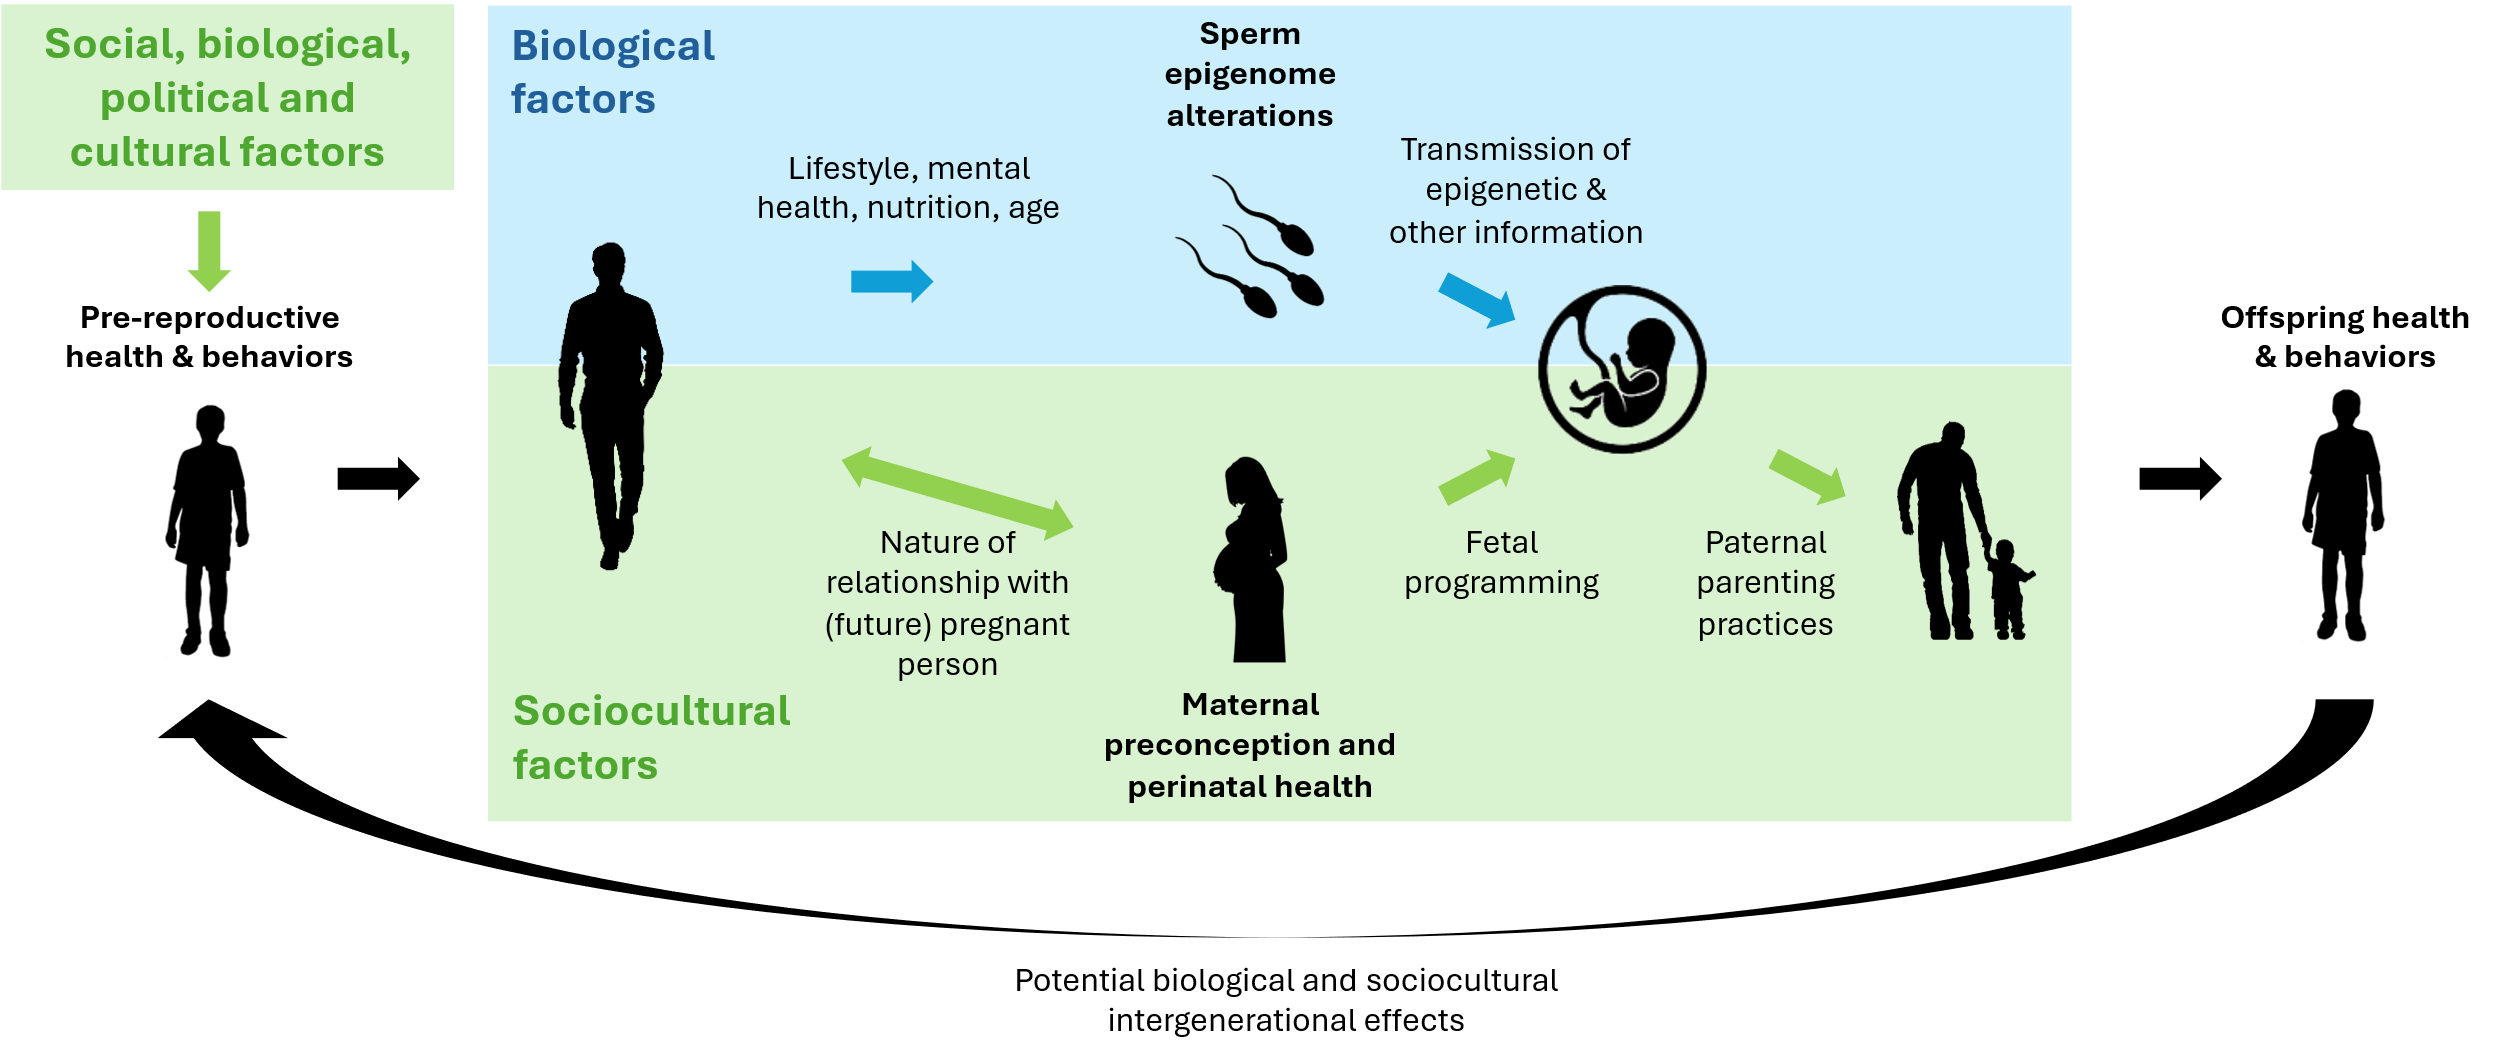 Social, biological,
political and
cultural factors
Pre-reproductive
health & behaviors
Biological
factors
Lifestyle, mental
health, nutrition, age
Sperm
epigenome
alterations
Transmission of
epigenetic &
other information
Nature of
relationship with
(future) pregnant
person
Sociocultural
factors
Maternal
preconception and
perinatal health
Fetal
programming
Paternal
parenting
practices
Offspring health
& behaviors
Potential biological and sociocultural
intergenerational effects